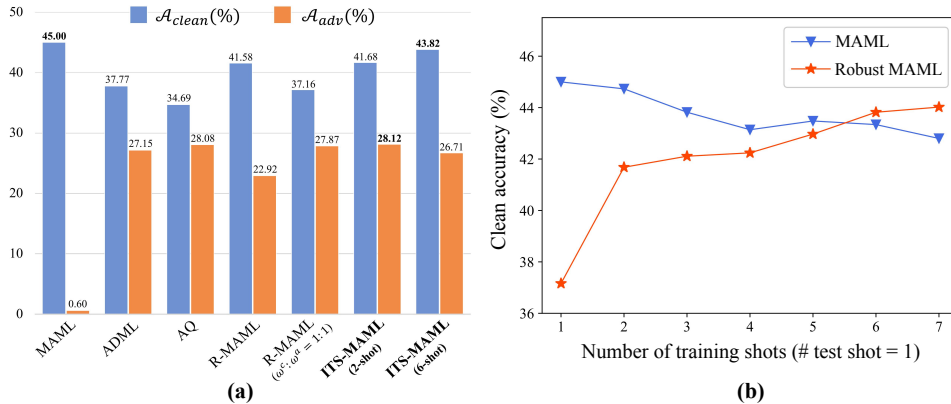 𝒜clean(%) 𝒜adv(%)
50
40
30
20
10
0
45.00
0.60
37.77
27.15
34.69
28.08
41.58
22.92
37.16
27.87
41.68
28.12
43.82
26.71
MAML
ADML
AQ
R-MAML
R-MAML
(ωᶜ: ωᵃ = 1:1)
ITS-MAML
(2-shot)
ITS-MAML
(6-shot)
(a)
MAML
Robust MAML
Clean accuracy (%)
46
44
42
40
38
36
1 2 3 4 5 6 7
Number of training shots (# test shot = 1)
(b)